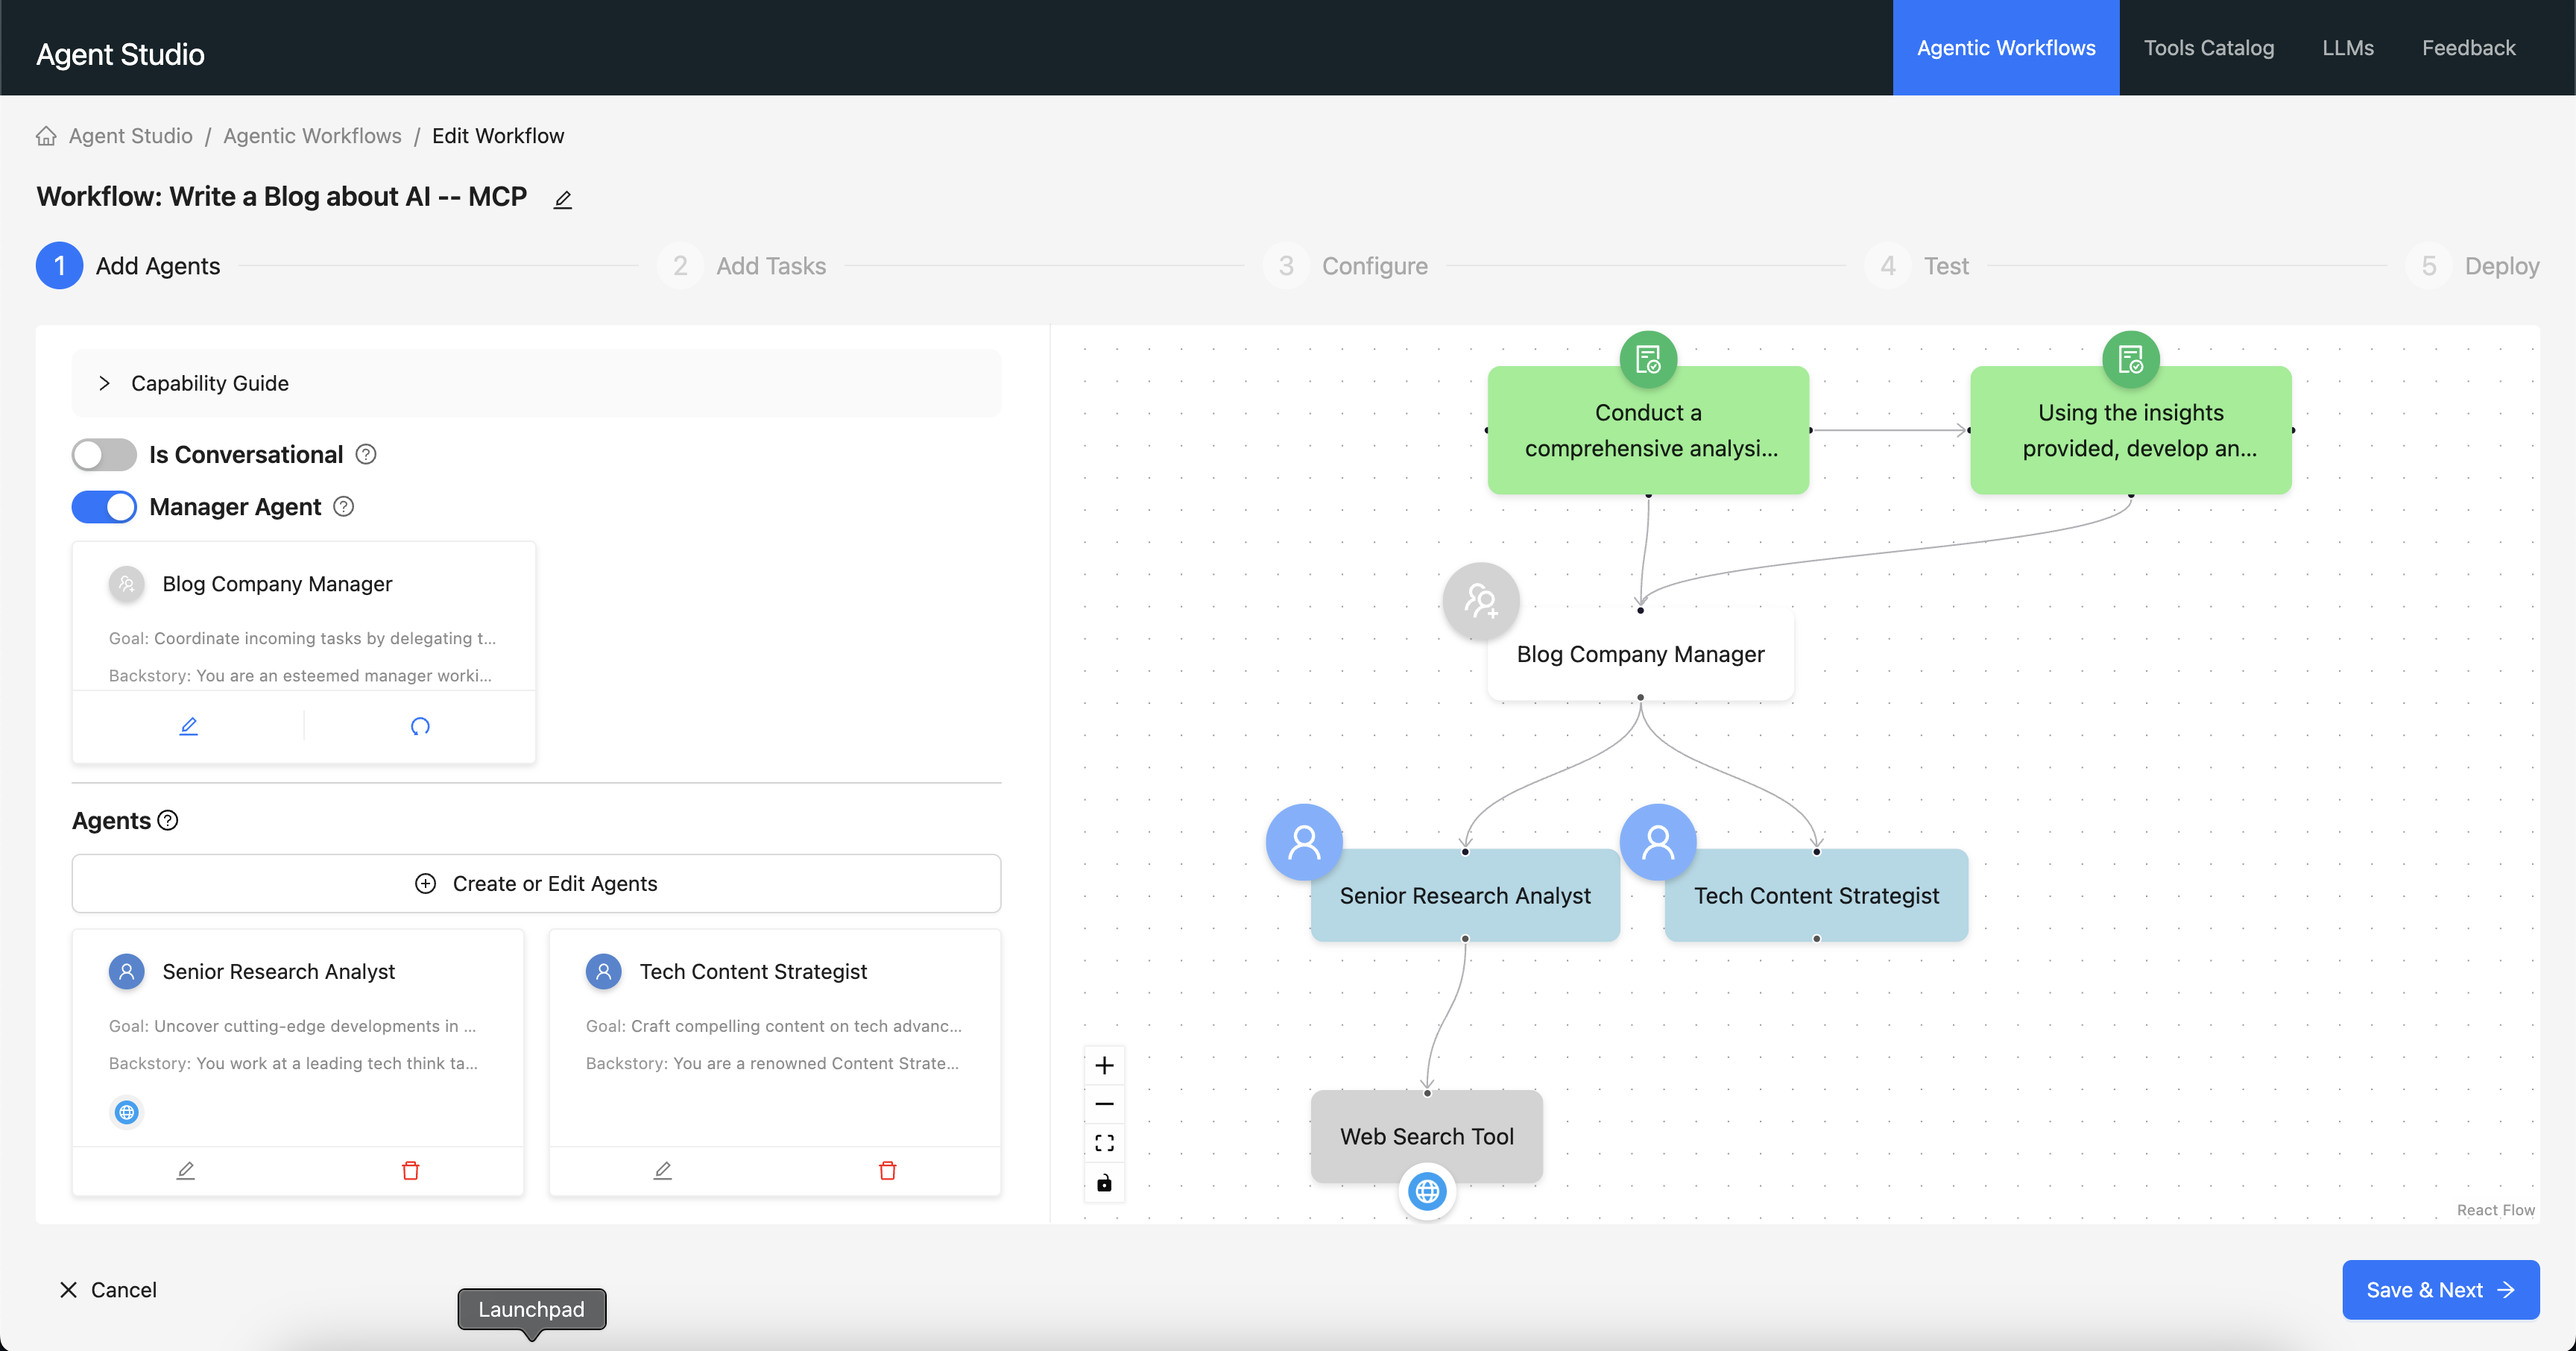 Agent Studio
Agentic Workflows
Tools Catalog
LLMs
Feedback
Agent Studio / Agentic Workflows / Edit Workflow
Workflow: Write a Blog about AI -- MCP
1 Add Agents
2 Add Tasks
3 Configure
4 Test
5 Deploy
Capability Guide
Is Conversational
Manager Agent
Blog Company Manager
Goal: Coordinate incoming tasks by delegating t...
Backstory: You are an esteemed manager worki...
Agents
Create or Edit Agents
Senior Research Analyst
Goal: Uncover cutting-edge developments in ...
Backstory: You work at a leading tech think ta...
Tech Content Strategist
Goal: Craft compelling content on tech advanc...
Backstory: You are a renowned Content Strate...
Conduct a
comprehensive analysi...
Using the insights
provided, develop an...
Blog Company Manager
Senior Research Analyst
Tech Content Strategist
Web Search Tool
React Flow
Cancel
Launchpad
Save & Next